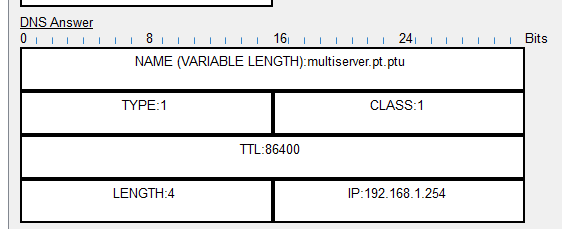 DNS Answer
0 8 16 24 Bits
NAME (VARIABLE LENGTH):multiserver.pt.ptu
TYPE:1 CLASS:1
TTL:86400
LENGTH:4 IP:192.168.1.254